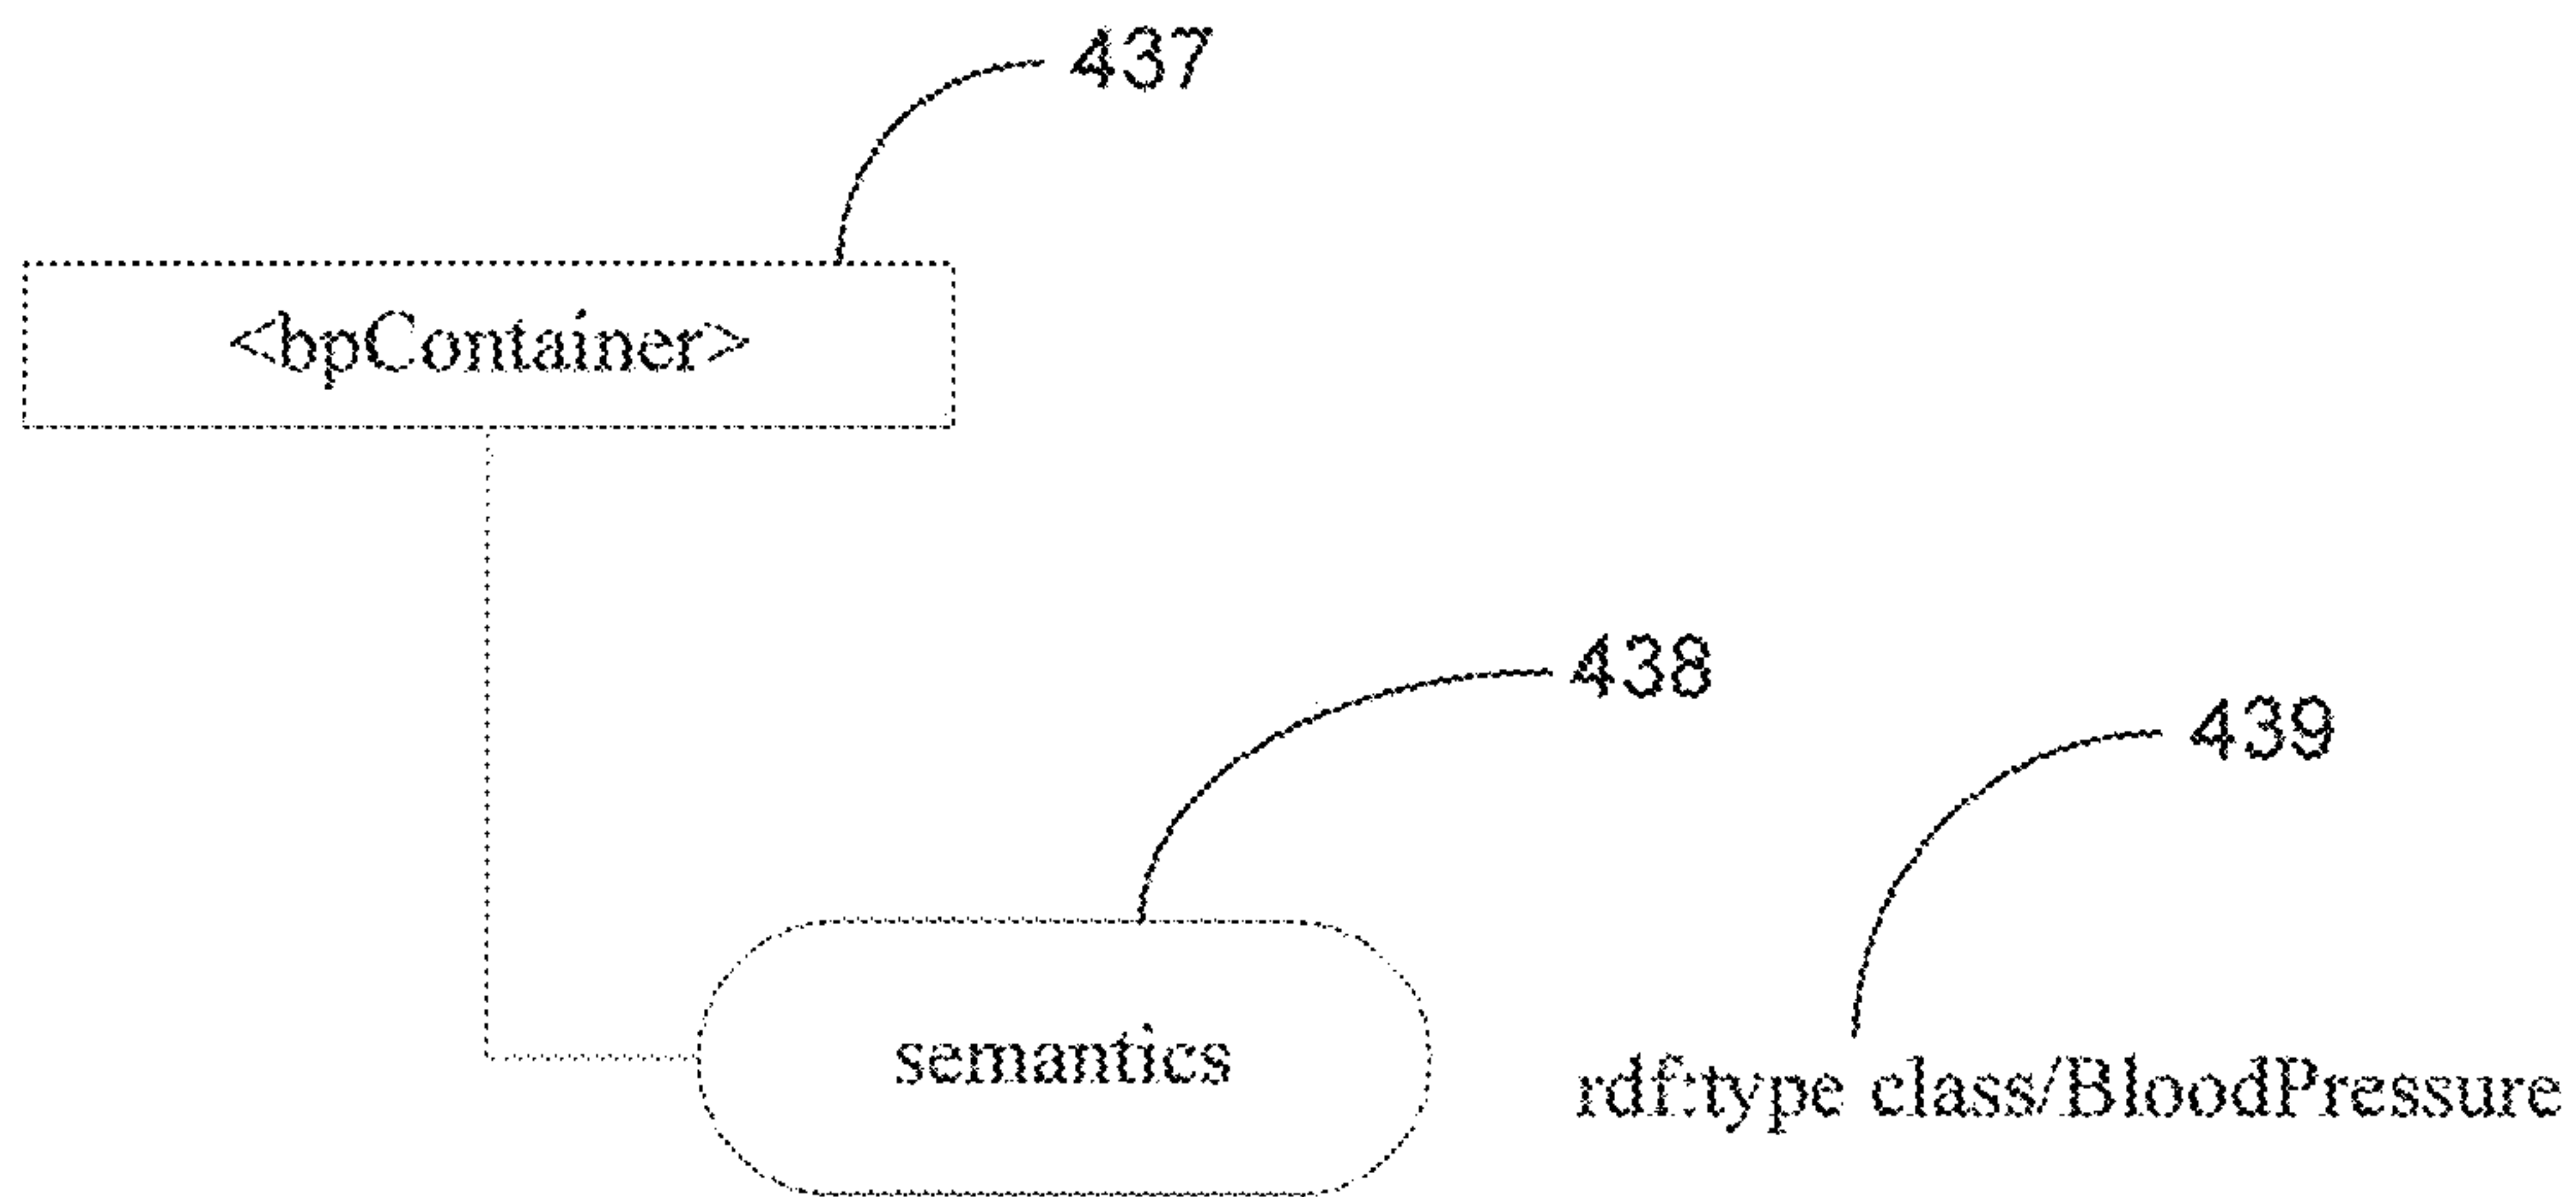 437
<bpContainer>
438
439
semantics
rdf:type class/BloodPressure